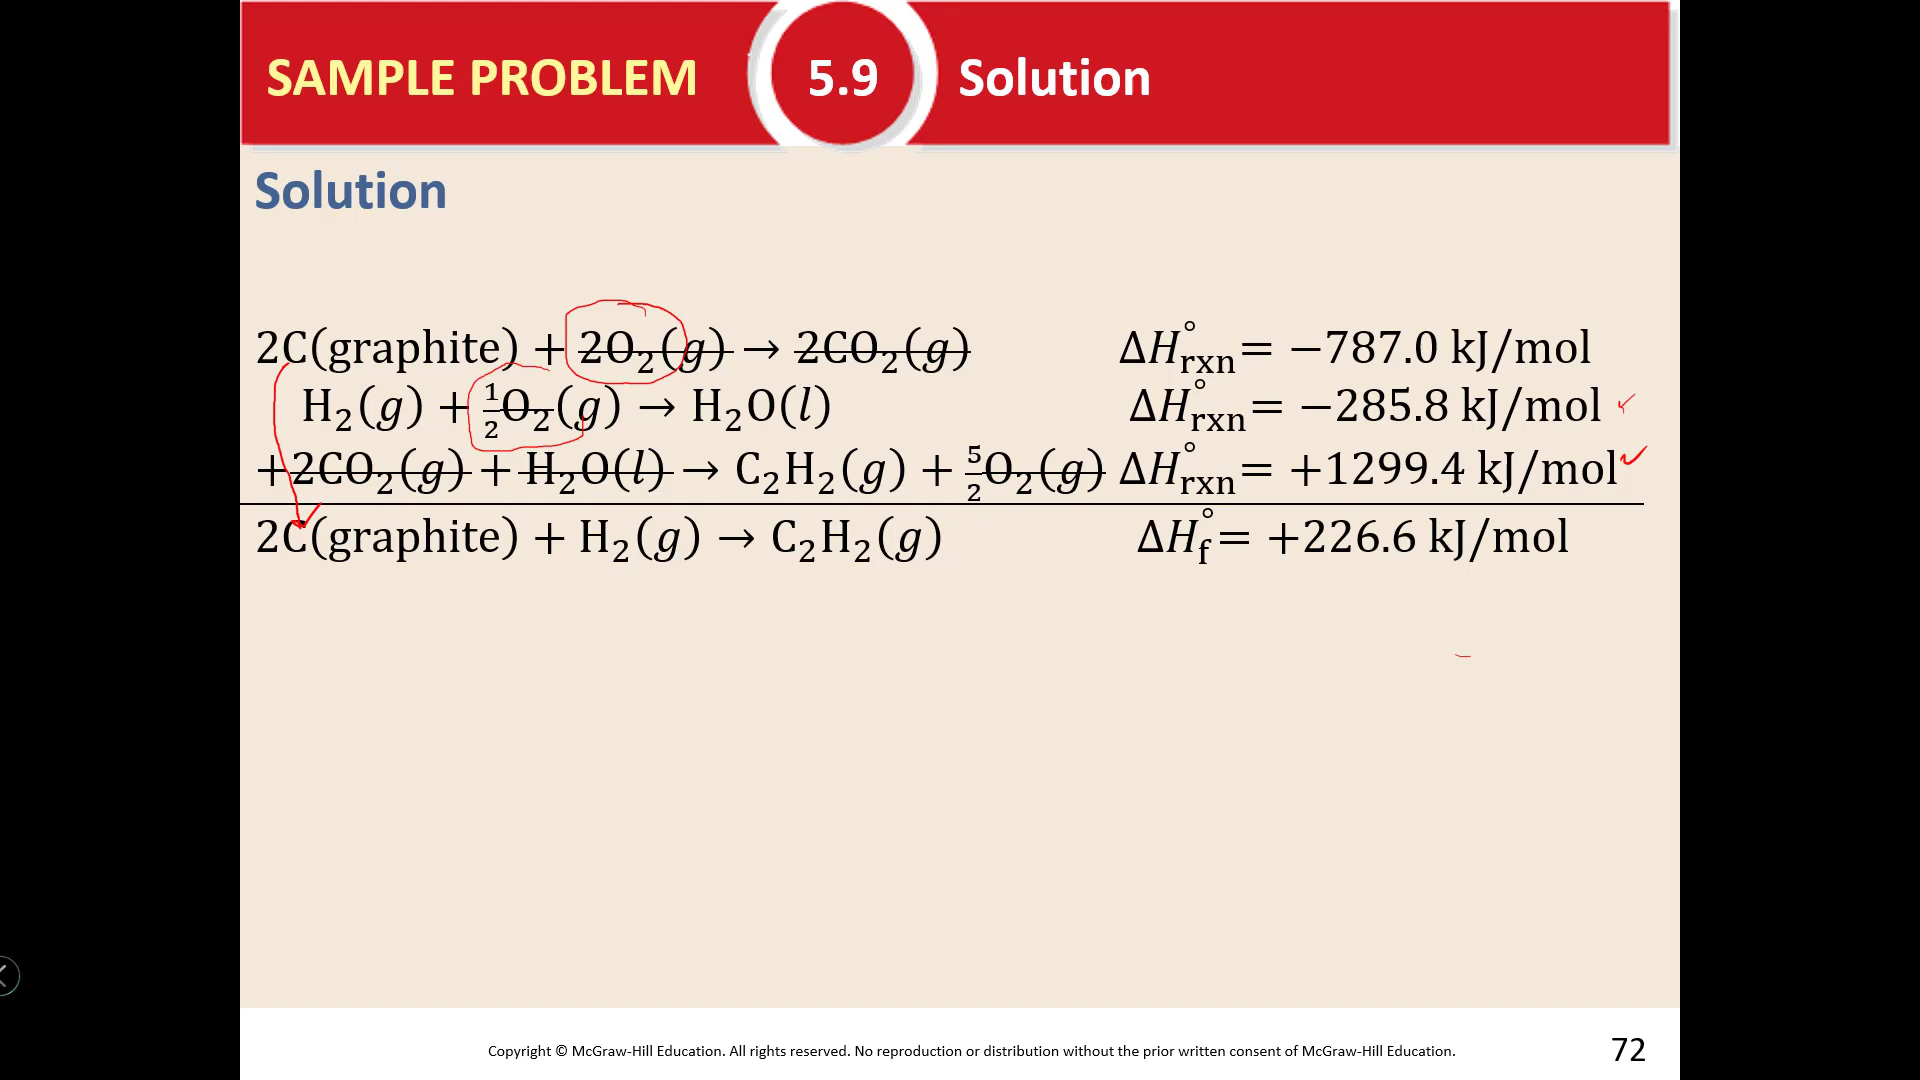 SAMPLE PROBLEM 5.9 Solution
Solution
2C(graphite) + 2O₂(g) → 2CO₂(g) ΔH°rxn = −787.0 kJ/mol
H₂(g) + ½O₂(g) → H₂O(l) ΔH°rxn = −285.8 kJ/mol
+2CO₂(g) + H₂O(l) → C₂H₂(g) + 5/2O₂(g) ΔH°rxn = +1299.4 kJ/mol
2C(graphite) + H₂(g) → C₂H₂(g) ΔH°f = +226.6 kJ/mol
Copyright © McGraw-Hill Education. All rights reserved. No reproduction or distribution without the prior written consent of McGraw-Hill Education.
72